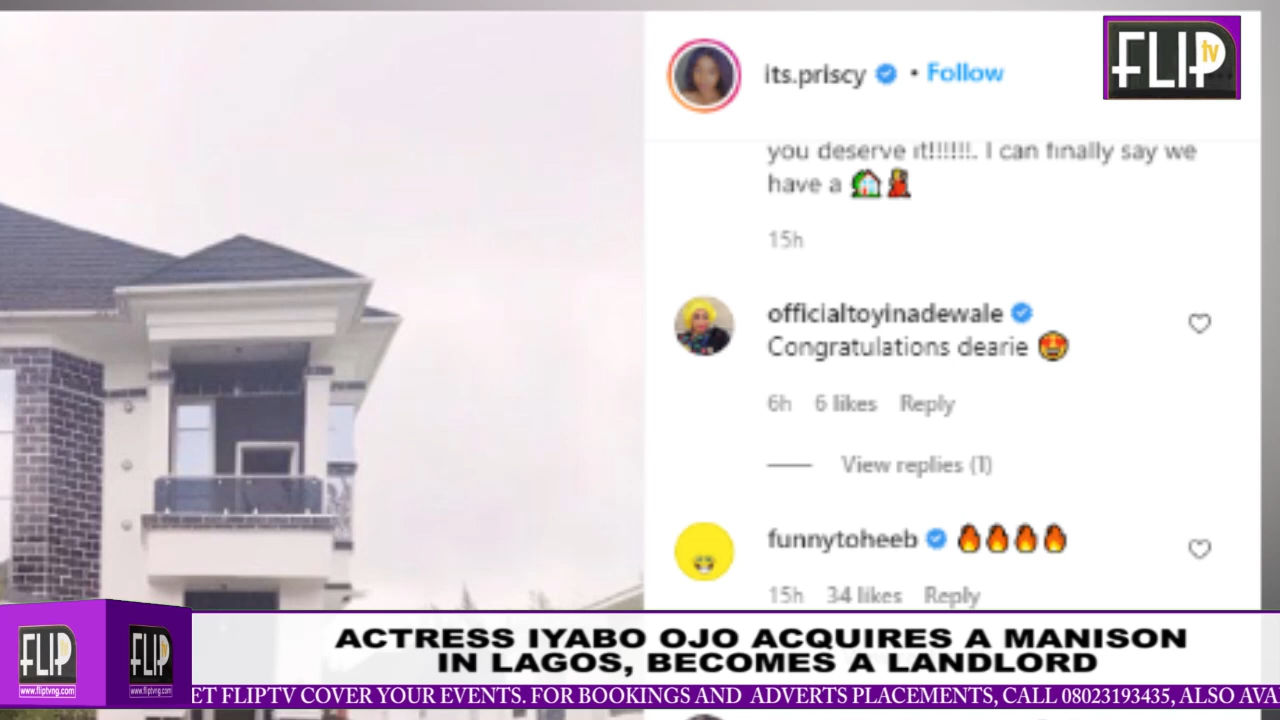 its.priscy • Follow
FLIP tv
you deserve it!!!!!!. I can finally say we
have a
15h
officialtoyinadewale
Congratulations dearie
6h 6 likes Reply
View replies (1)
funnytoheeb
15h 34 likes Reply
ACTRESS IYABO OJO ACQUIRES A MANISON
IN LAGOS, BECOMES A LANDLORD
FLIP tv
www.fliptvng.com
FLIP tv
www.fliptvng.com
ET FLIPTV COVER YOUR EVENTS. FOR BOOKINGS AND ADVERTS PLACEMENTS, CALL 08023193435, ALSO AVA